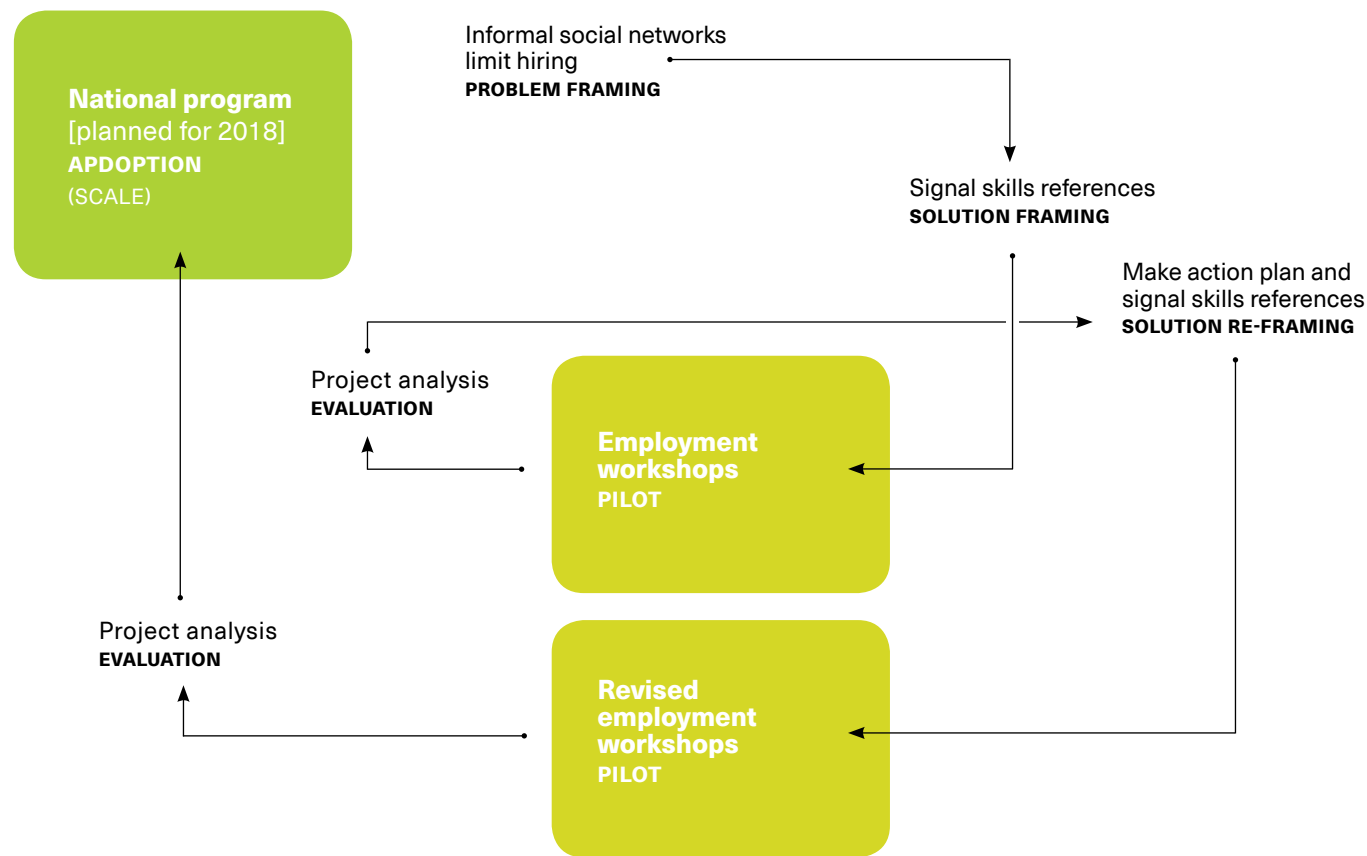 National program
[planned for 2018]
APDOPTION
(SCALE)
Informal social networks
limit hiring
PROBLEM FRAMING
Signal skills references
SOLUTION FRAMING
Make action plan and
signal skills references
SOLUTION RE-FRAMING
Project analysis
EVALUATION
Employment
workshops
PILOT
Project analysis
EVALUATION
Revised
employment
workshops
PILOT